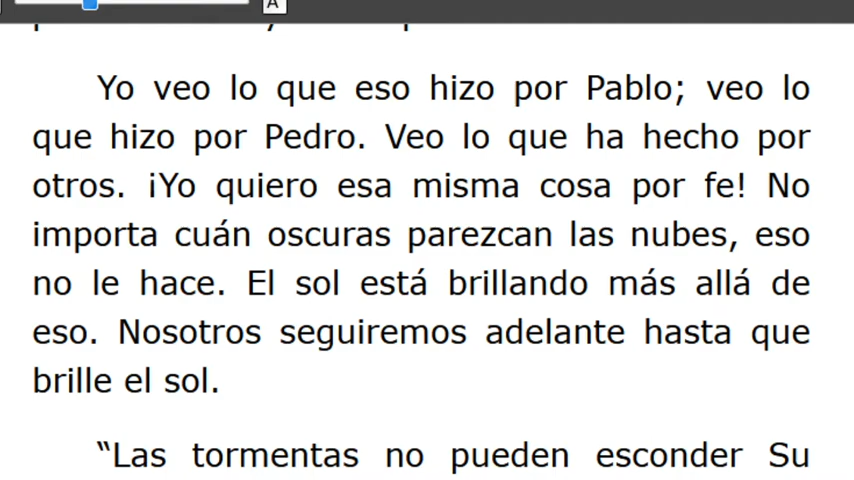 A
Yo veo lo que eso hizo por Pablo; veo lo
que hizo por Pedro. Veo lo que ha hecho por
otros. ¡Yo quiero esa misma cosa por fe! No
importa cuán oscuras parezcan las nubes, eso
no le hace. El sol está brillando más allá de
eso. Nosotros seguiremos adelante hasta que
brille el sol.
“Las tormentas no pueden esconder Su